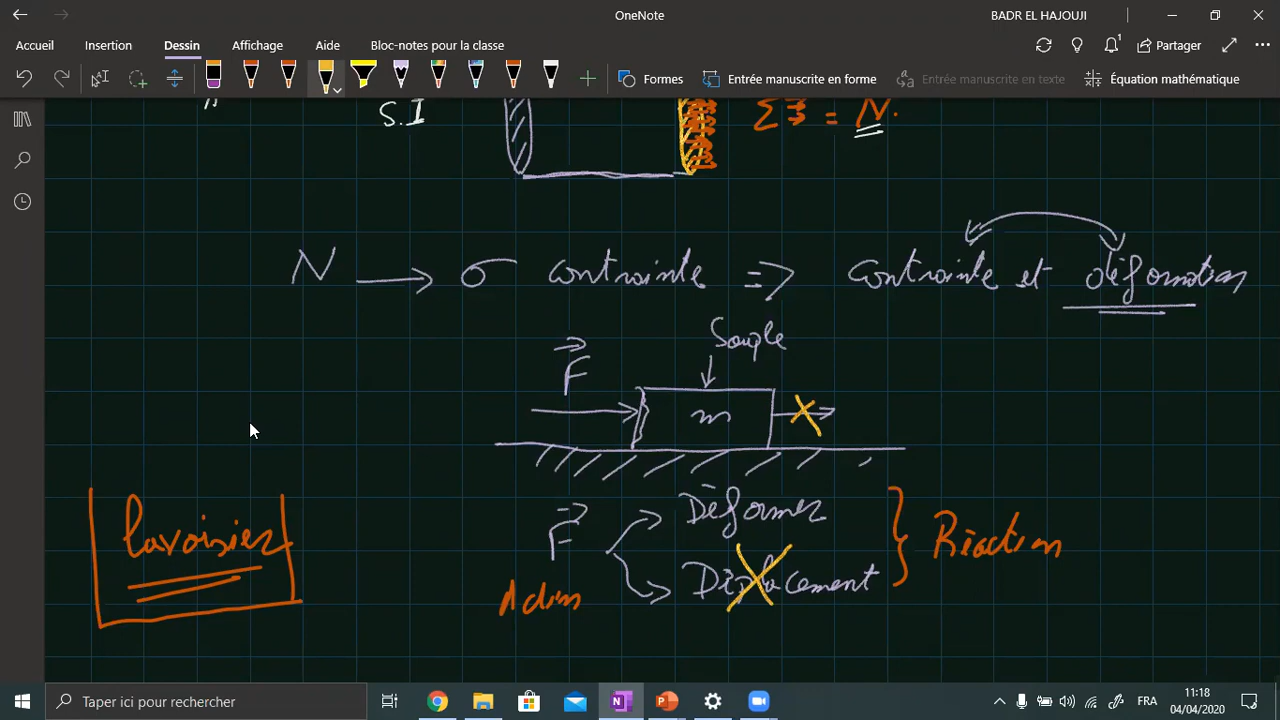 OneNote
BADR EL HAJOUJI
Accueil Insertion Dessin Affichage Aide Bloc-notes pour la classe
Partager
Formes Entrée manuscrite en forme Entrée manuscrite en texte Équation mathématique
S.I
Σ = N.
N → σ contrainte => Contrainte et déformation
Souple
F
m
F Déformer
Déplacement
Réaction
Action
Lavoisier
Taper ici pour rechercher
FRA
11:18
04/04/2020